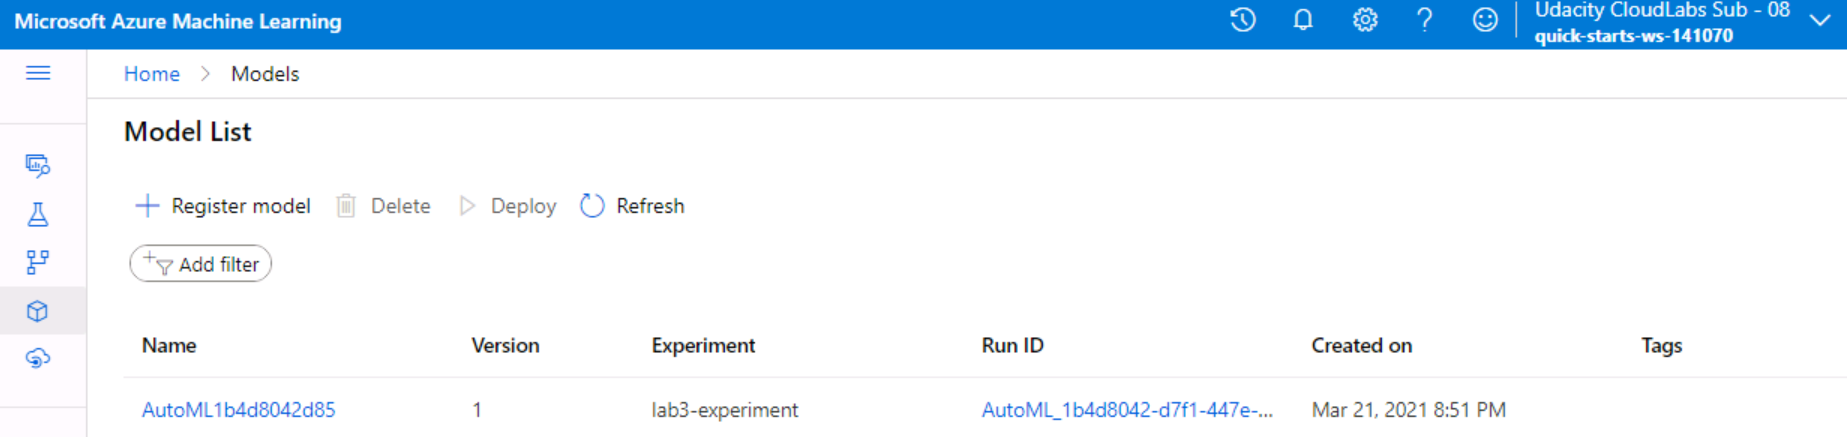 Microsoft Azure Machine Learning
Udacity CloudLabs Sub - 08
quick-starts-ws-141070
Home > Models
Model List
Register model Delete Deploy Refresh
Add filter
Name Version Experiment Run ID Created on Tags
AutoML1b4d8042d85 1 lab3-experiment AutoML_1b4d8042-d7f1-447e-... Mar 21, 2021 8:51 PM